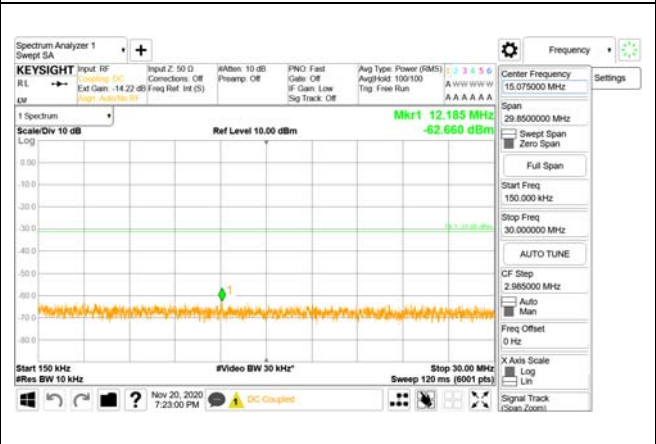 Spectrum Analyzer 1
Swept SA
Frequency
KEYSIGHT
RL
Input: RF
Coupling: DC
Ext Gain: -14.22 dB
Align: Auto/No RF
Input Z: 50 Ω
Corrections: Off
Freq Ref: Int (S)
#Atten: 10 dB
Preamp: Off
PNO: Fast
Gate: Off
IF Gain: Low
Sig Track: Off
Avg Type: Power (RMS)
Avg|Hold: 100/100
Trig: Free Run
1 2 3 4 5 6
A W W W W W
A A A A A A
Center Frequency
15.075000 MHz
Settings
Span
29.8500000 MHz
Swept Span
Zero Span
Full Span
Start Freq
150.000 kHz
Stop Freq
30.000000 MHz
AUTO TUNE
CF Step
2.985000 MHz
Auto
Man
Freq Offset
0 Hz
X Axis Scale
Log
Lin
Signal Track
(Span Zoom)
1 Spectrum
Scale/Div 10 dB
Log
Ref Level 10.00 dBm
Mkr1 12.185 MHz
-62.660 dBm
0.00
-10.0
-20.0
-30.0
-40.0
-50.0
-60.0
-70.0
-80.0
1
Start 150 kHz
#Res BW 10 kHz
#Video BW 30 kHz*
Stop 30.00 MHz
Sweep 120 ms (6001 pts)
?
Nov 20, 2020
7:23:00 PM
1
DC Coupled